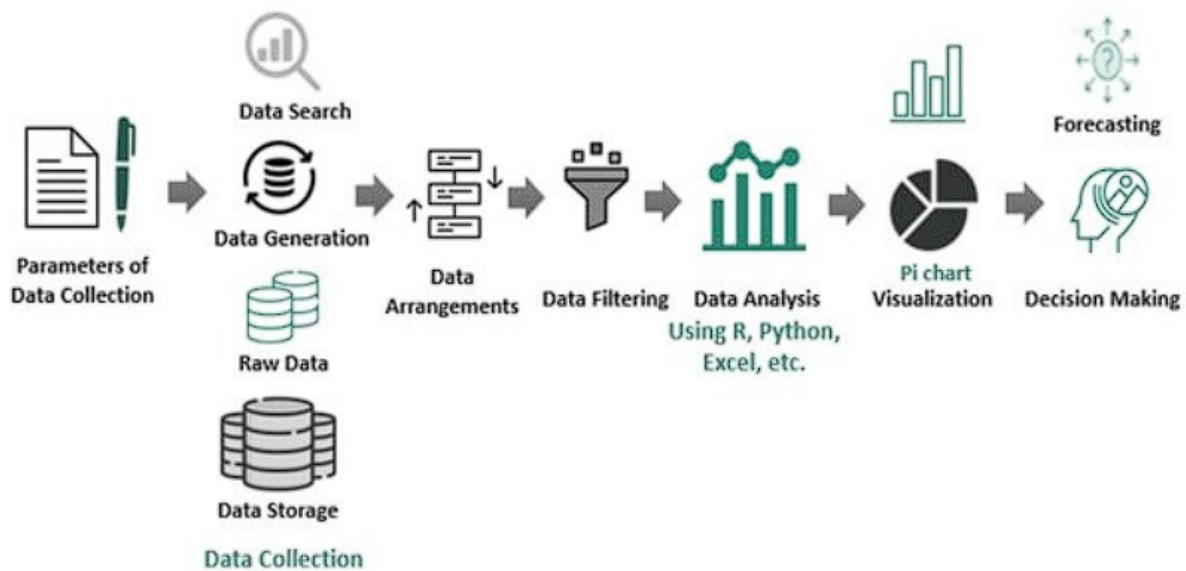 Parameters of
Data Collection
Data Search
Data Generation
Raw Data
Data Storage
Data Collection
Data
Arrangements
Data Filtering
Data Analysis
Using R, Python,
Excel, etc.
Pi chart
Visualization
?
Forecasting
Decision Making